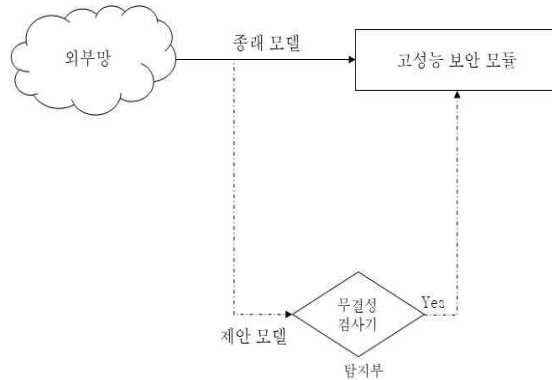 종래 모델
외부망
고성능 보안 모듈
무결성
검사기
Yes
제안 모델
탐지부